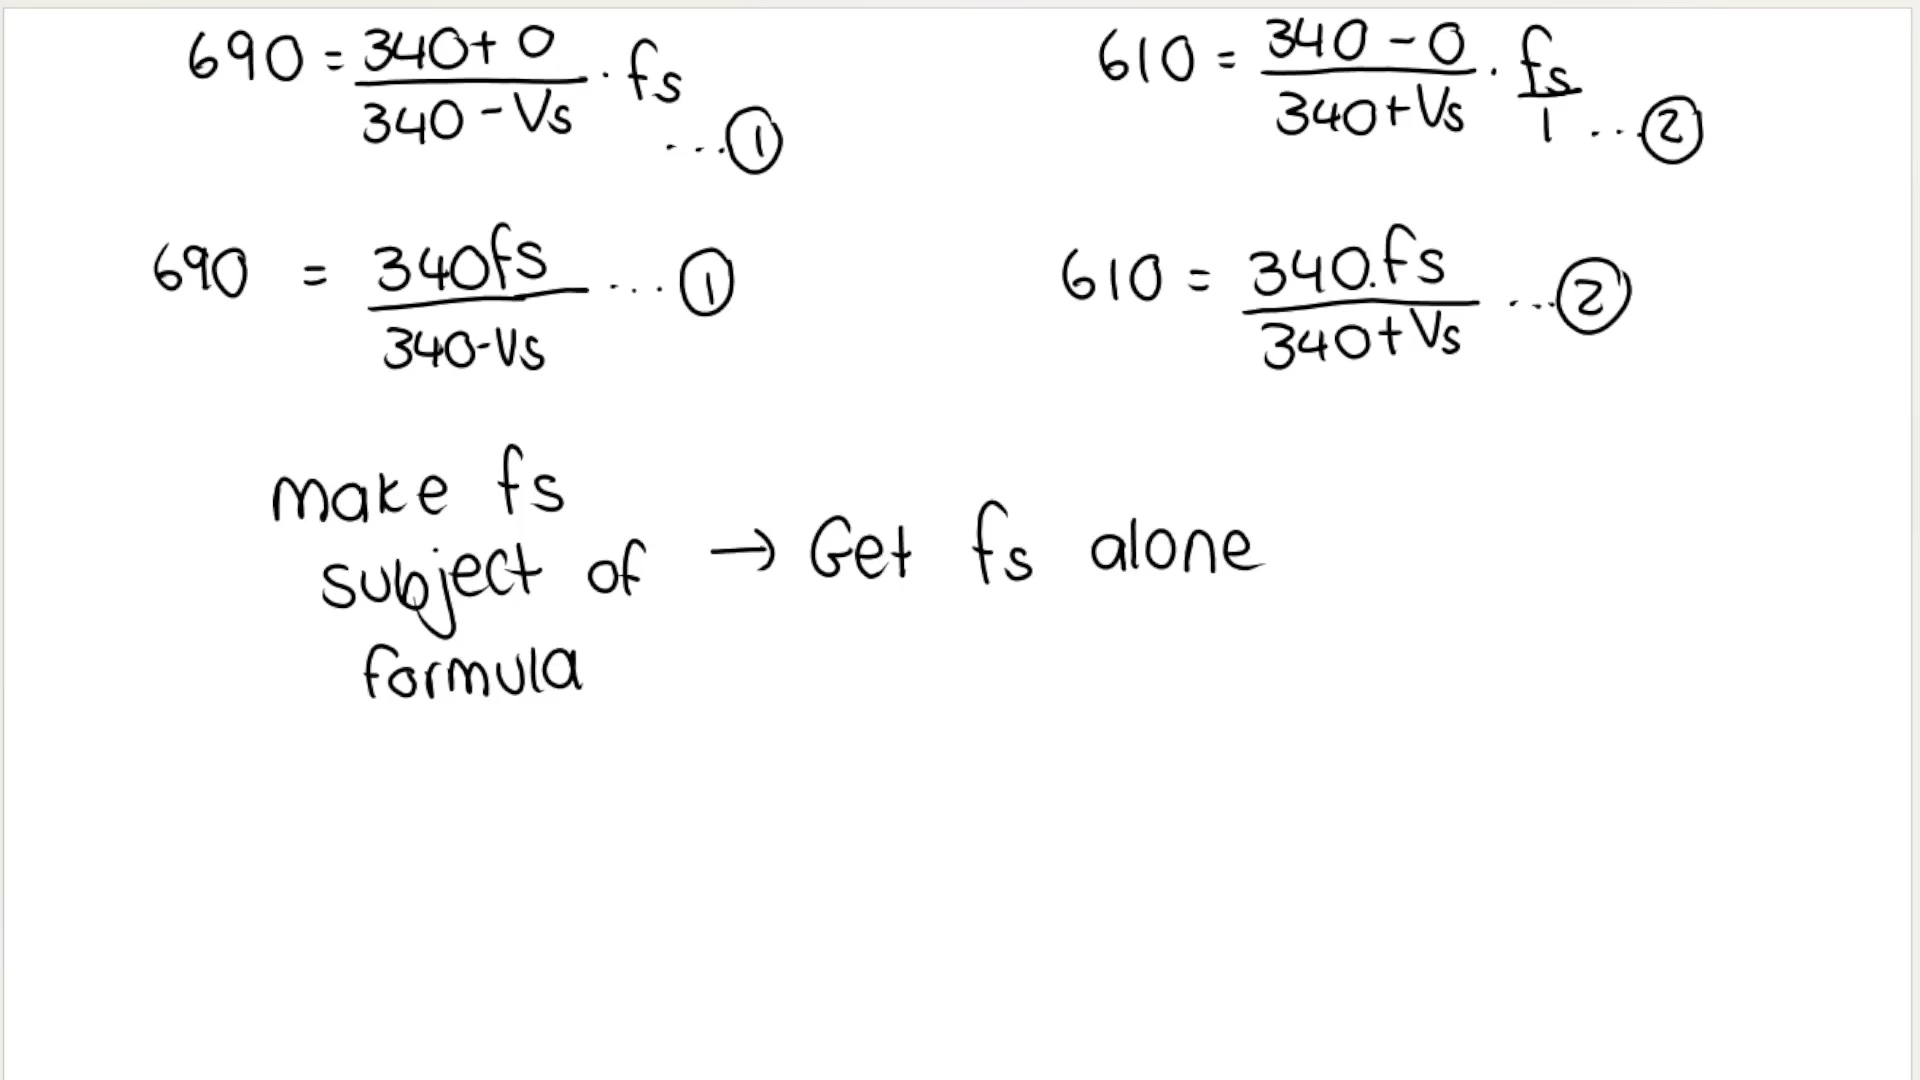 690 = (340+0)/(340-Vs) · fs ...①
610 = (340-0)/(340+Vs) · fs/1 ...②
690 = 340fs/(340-Vs) ...①
610 = 340.fs/(340+Vs) ...②
make fs
subject of → Get fs alone
formula